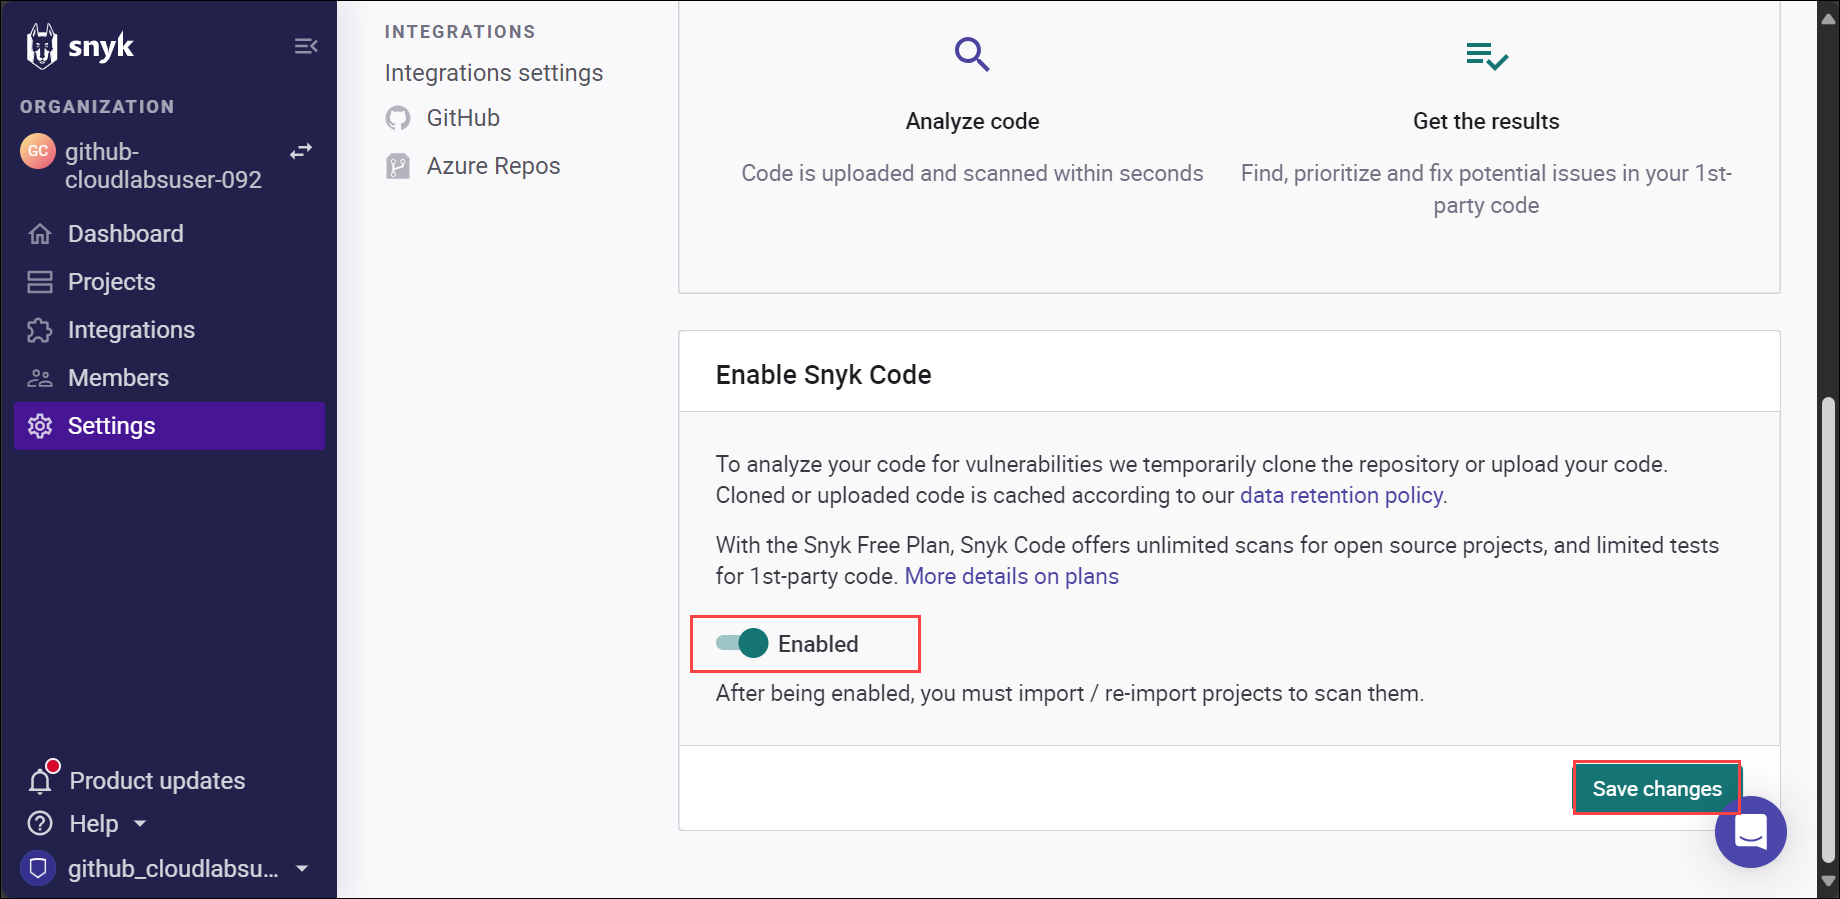 snyk
ORGANIZATION
GC
github-
cloudlabsuser-092
Dashboard
Projects
Integrations
Members
Settings
Product updates
Help
github_cloudlabsu...
INTEGRATIONS
Integrations settings
GitHub
Azure Repos
Analyze code
Code is uploaded and scanned within seconds
Get the results
Find, prioritize and fix potential issues in your 1st-
party code
Enable Snyk Code
To analyze your code for vulnerabilities we temporarily clone the repository or upload your code.
Cloned or uploaded code is cached according to our data retention policy.
With the Snyk Free Plan, Snyk Code offers unlimited scans for open source projects, and limited tests
for 1st-party code. More details on plans
Enabled
After being enabled, you must import / re-import projects to scan them.
Save changes